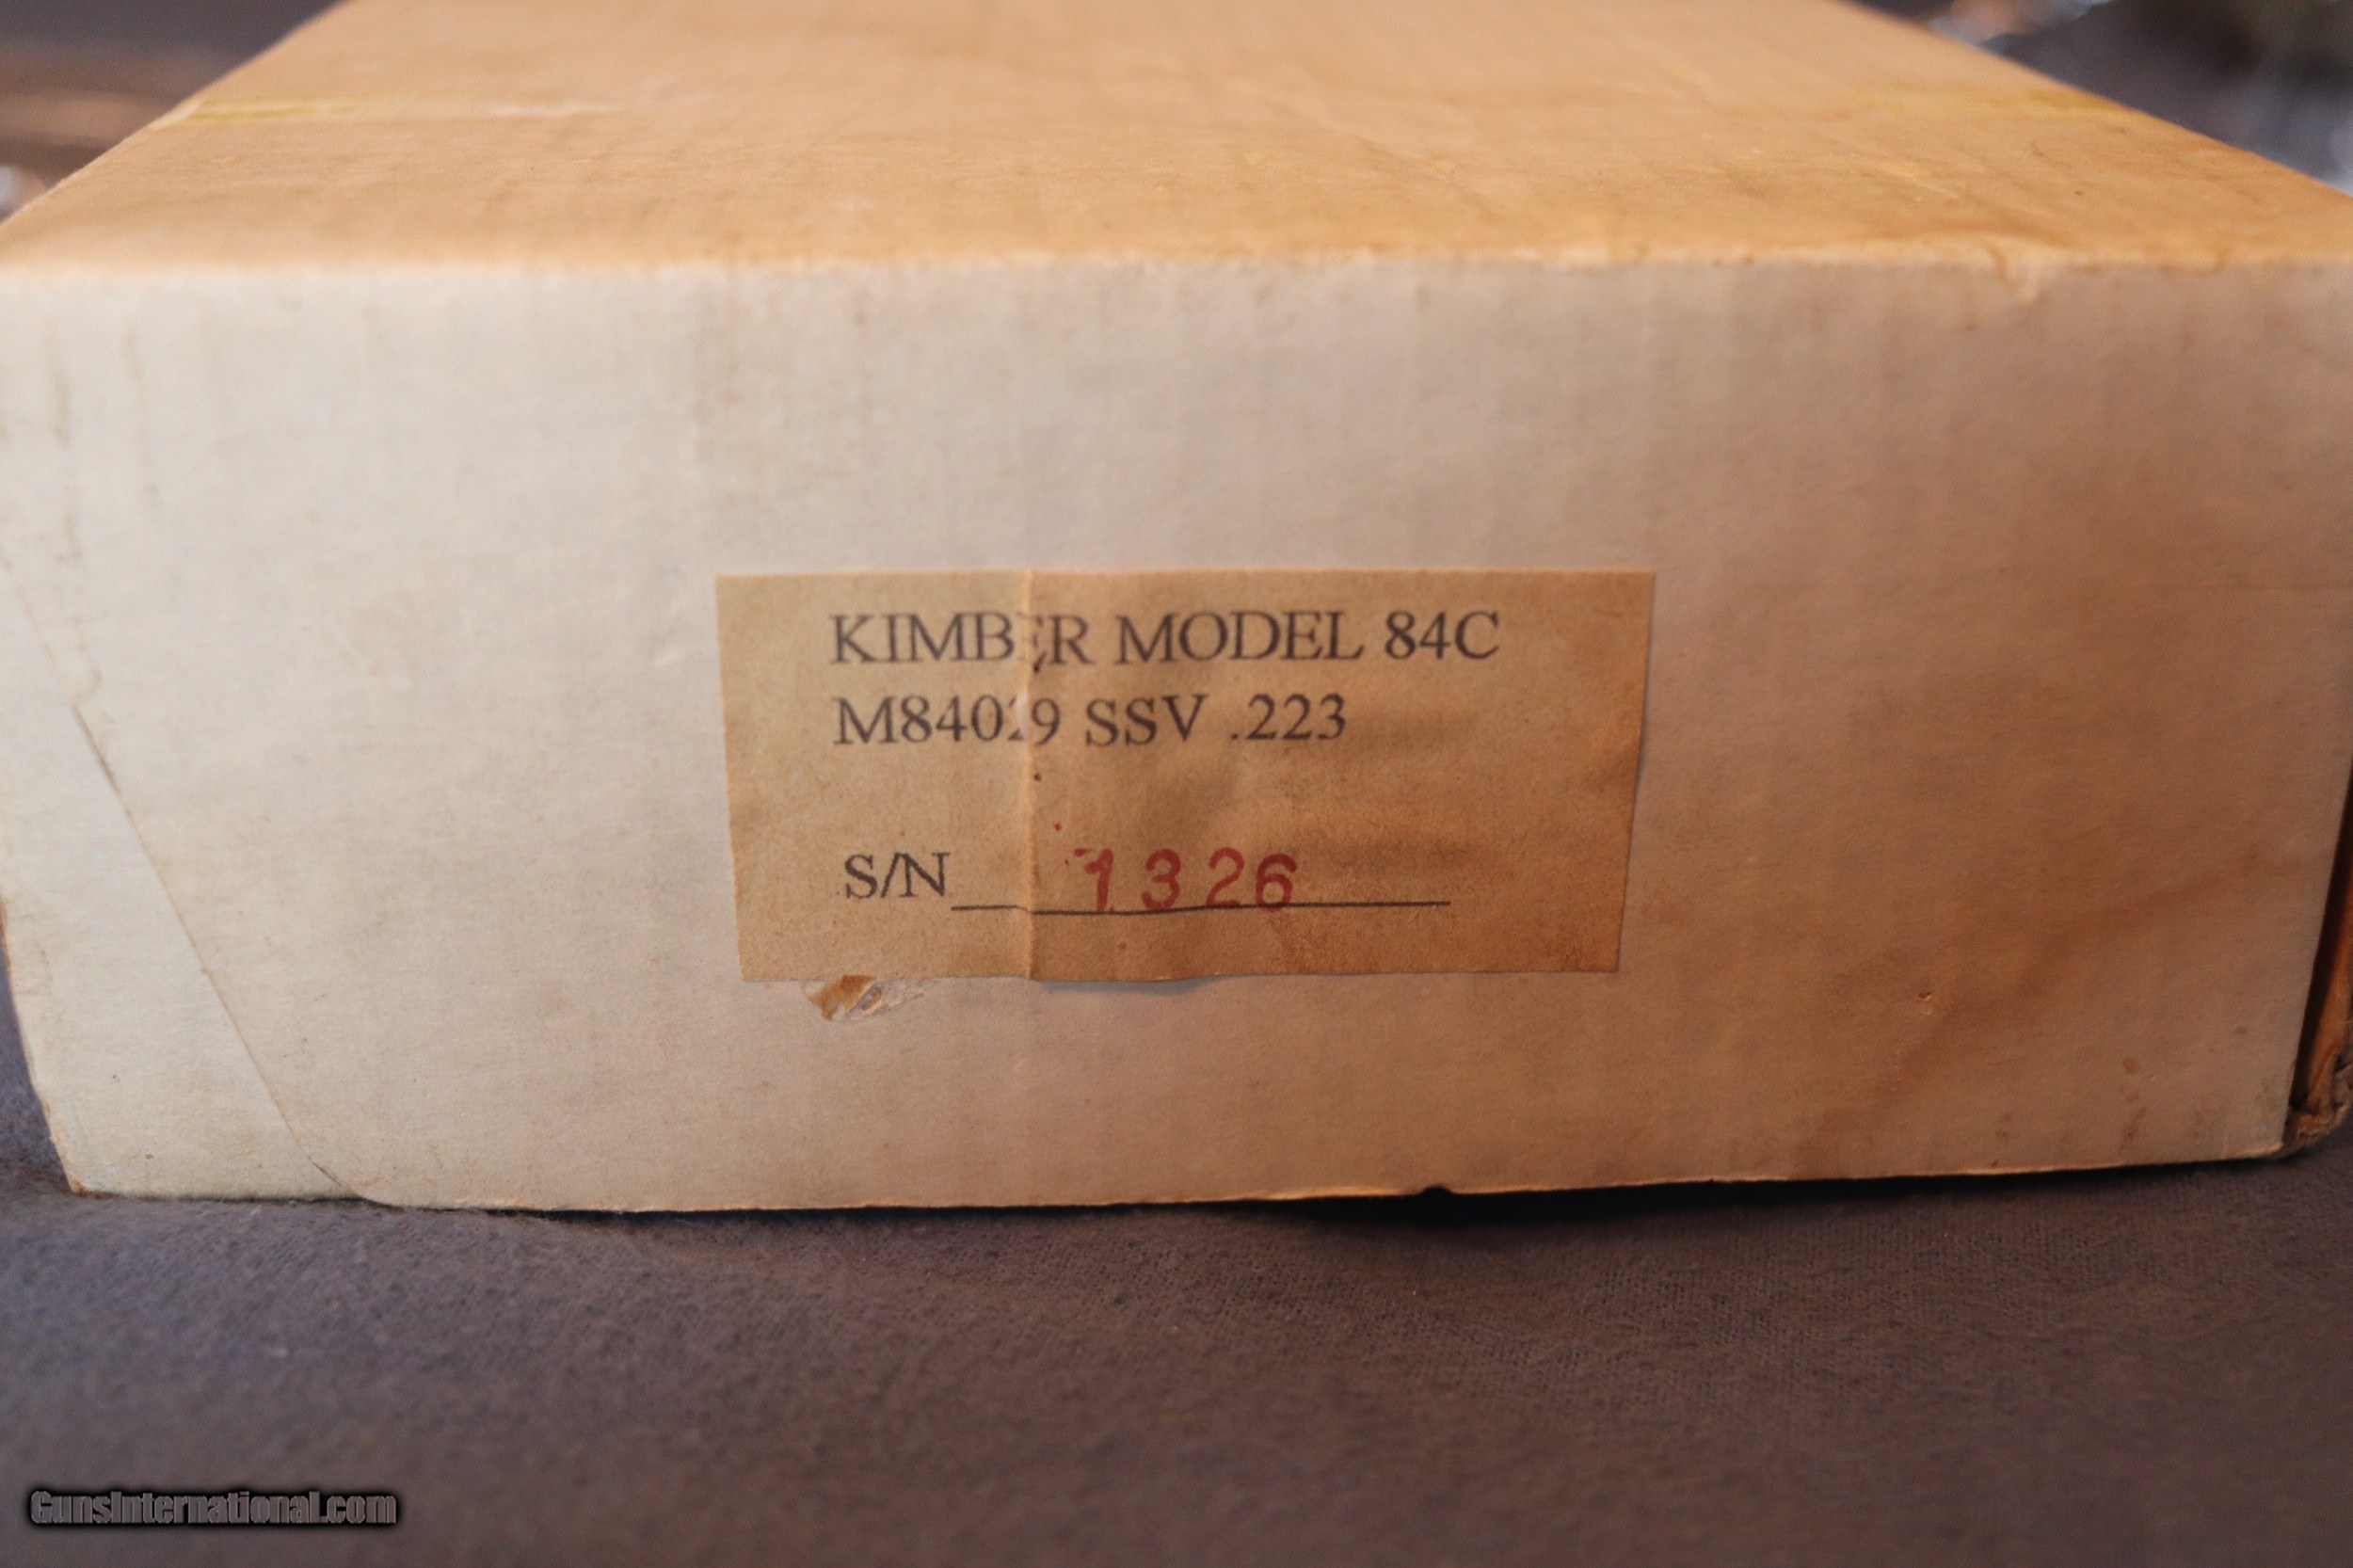 KIMBER MODEL 84C
M84029 SSV .223
S/N 1326
GunsInternational.com